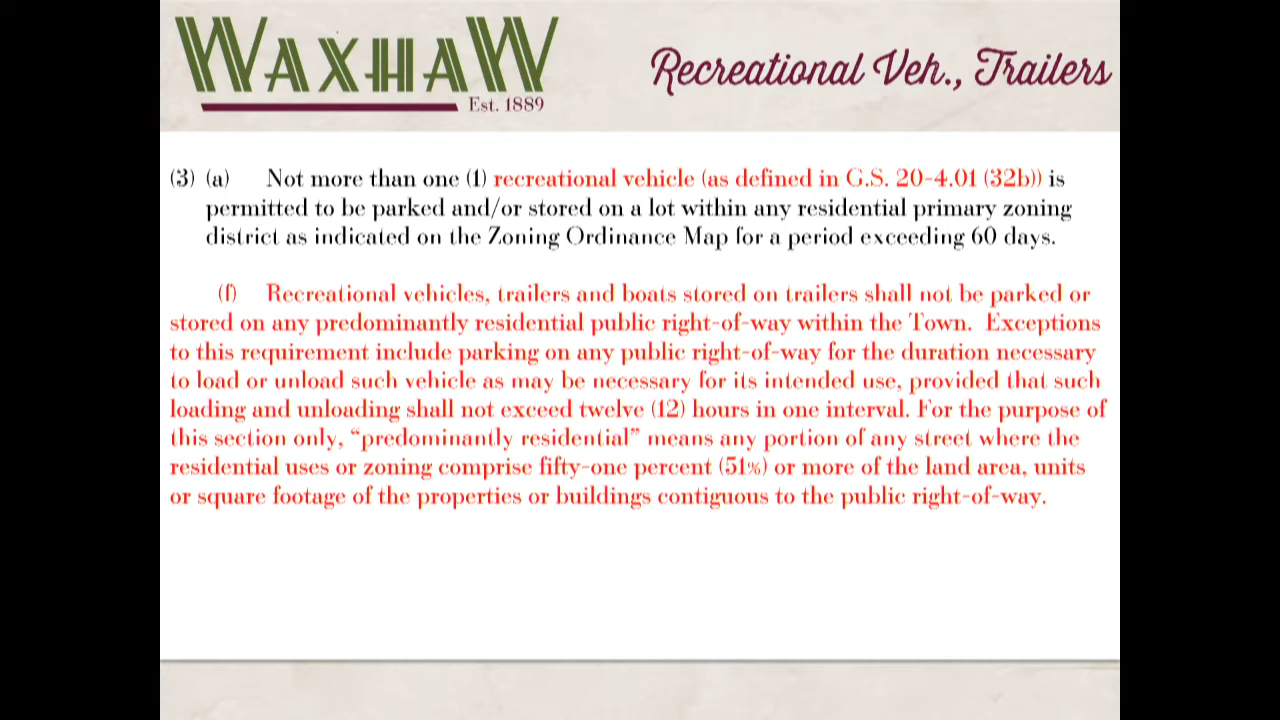 WAXHAW
Est. 1889
Recreational Veh., Trailers
(3) (a) Not more than one (1) recreational vehicle (as defined in G.S. 20-4.01 (32b)) is
permitted to be parked and/or stored on a lot within any residential primary zoning
district as indicated on the Zoning Ordinance Map for a period exceeding 60 days.
(f) Recreational vehicles, trailers and boats stored on trailers shall not be parked or
stored on any predominantly residential public right-of-way within the Town. Exceptions
to this requirement include parking on any public right-of-way for the duration necessary
to load or unload such vehicle as may be necessary for its intended use, provided that such
loading and unloading shall not exceed twelve (12) hours in one interval. For the purpose of
this section only, “predominantly residential” means any portion of any street where the
residential uses or zoning comprise fifty-one percent (51%) or more of the land area, units
or square footage of the properties or buildings contiguous to the public right-of-way.